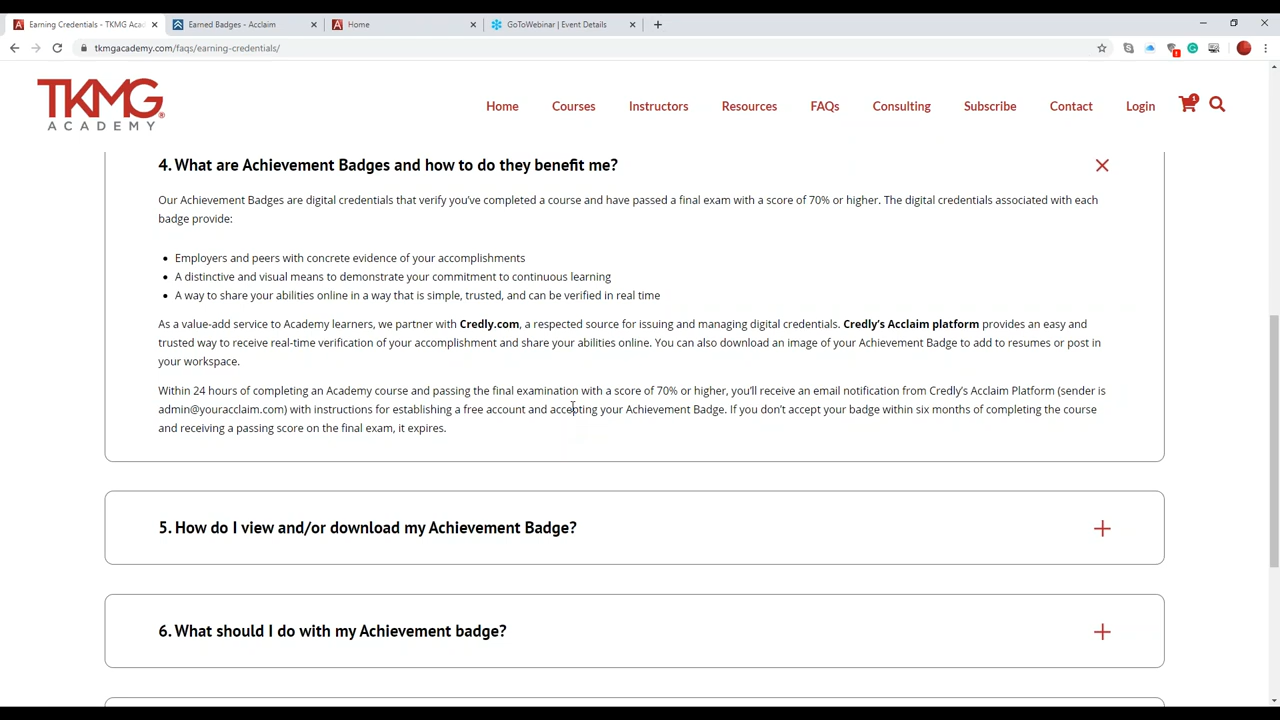 Earning Credentials - TKMG Aca
Earned Badges - Acclaim
Home
GoToWebinar | Event Details
tkmgacademy.com/faqs/earning-credentials/
TKMG®
ACADEMY
Home Courses Instructors Resources FAQs Consulting Subscribe Contact Login 1
4. What are Achievement Badges and how to do they benefit me?
Our Achievement Badges are digital credentials that verify you've completed a course and have passed a final exam with a score of 70% or higher. The digital credentials associated with each
badge provide:
• Employers and peers with concrete evidence of your accomplishments
• A distinctive and visual means to demonstrate your commitment to continuous learning
• A way to share your abilities online in a way that is simple, trusted, and can be verified in real time
As a value-add service to Academy learners, we partner with Credly.com, a respected source for issuing and managing digital credentials. Credly's Acclaim platform provides an easy and
trusted way to receive real-time verification of your accomplishment and share your abilities online. You can also download an image of your Achievement Badge to add to resumes or post in
your workspace.
Within 24 hours of completing an Academy course and passing the final examination with a score of 70% or higher, you'll receive an email notification from Credly's Acclaim Platform (sender is
admin@youracclaim.com) with instructions for establishing a free account and accepting your Achievement Badge. If you don't accept your badge within six months of completing the course
and receiving a passing score on the final exam, it expires.
5. How do I view and/or download my Achievement Badge?
6. What should I do with my Achievement badge?